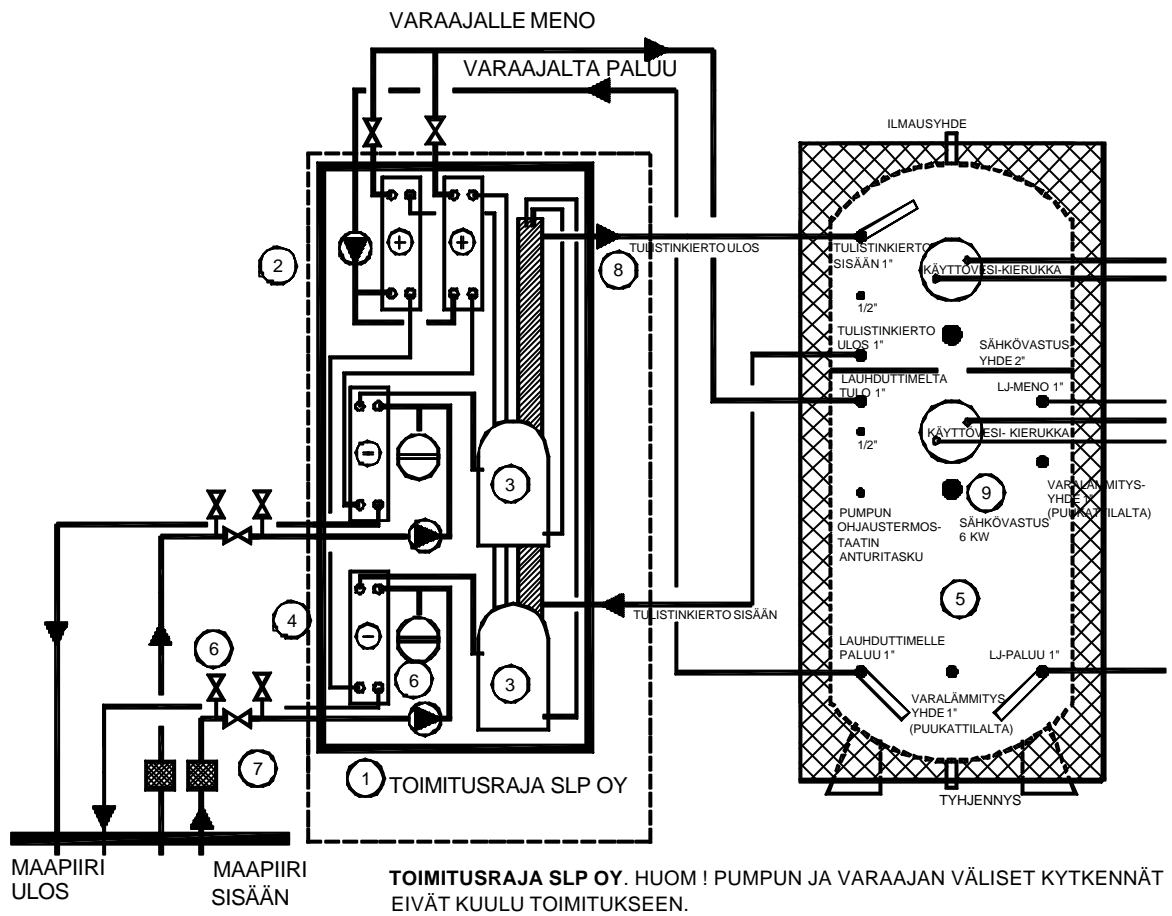 VARAAJALLE MENO
VARAAJALTA PALUU
ILMAUSYHDE
2
+
+
TULISTINKIERTO ULOS
8
TULISTINKIERTO
SISÄÄN 1"
KÄYTTÖVESI-KIERUKKA
1/2"
TULISTINKIERTO
ULOS 1"
SÄHKÖVASTUS
YHDE 2"
LAUHDUTTIMELTA
TULO 1"
LJ-MENO 1"
1/2"
KÄYTTÖVESI- KIERUKKA
-
3
9
VARALÄMMITYS-
YHDE 1"
(PUUKATTILALTA)
PUMPUN
OHJAUSTERMOS-
TAATIN
ANTURITASKU
SÄHKÖVASTUS
6 KW
4
-
TULISTINKIERTO SISÄÄN
5
6
6
3
LAUHDUTTIMELLE
PALUU 1"
LJ-PALUU 1"
VARALÄMMITYS
YHDE 1"
(PUUKATTILALTA)
7
1
TOIMITUSRAJA SLP OY
TYHJENNYS
MAAPIIRI
ULOS
MAAPIIRI
SISÄÄN
TOIMITUSRAJA SLP OY. HUOM ! PUMPUN JA VARAAJAN VÄLISET KYTKENNÄT
EIVÄT KUULU TOIMITUKSEEN.